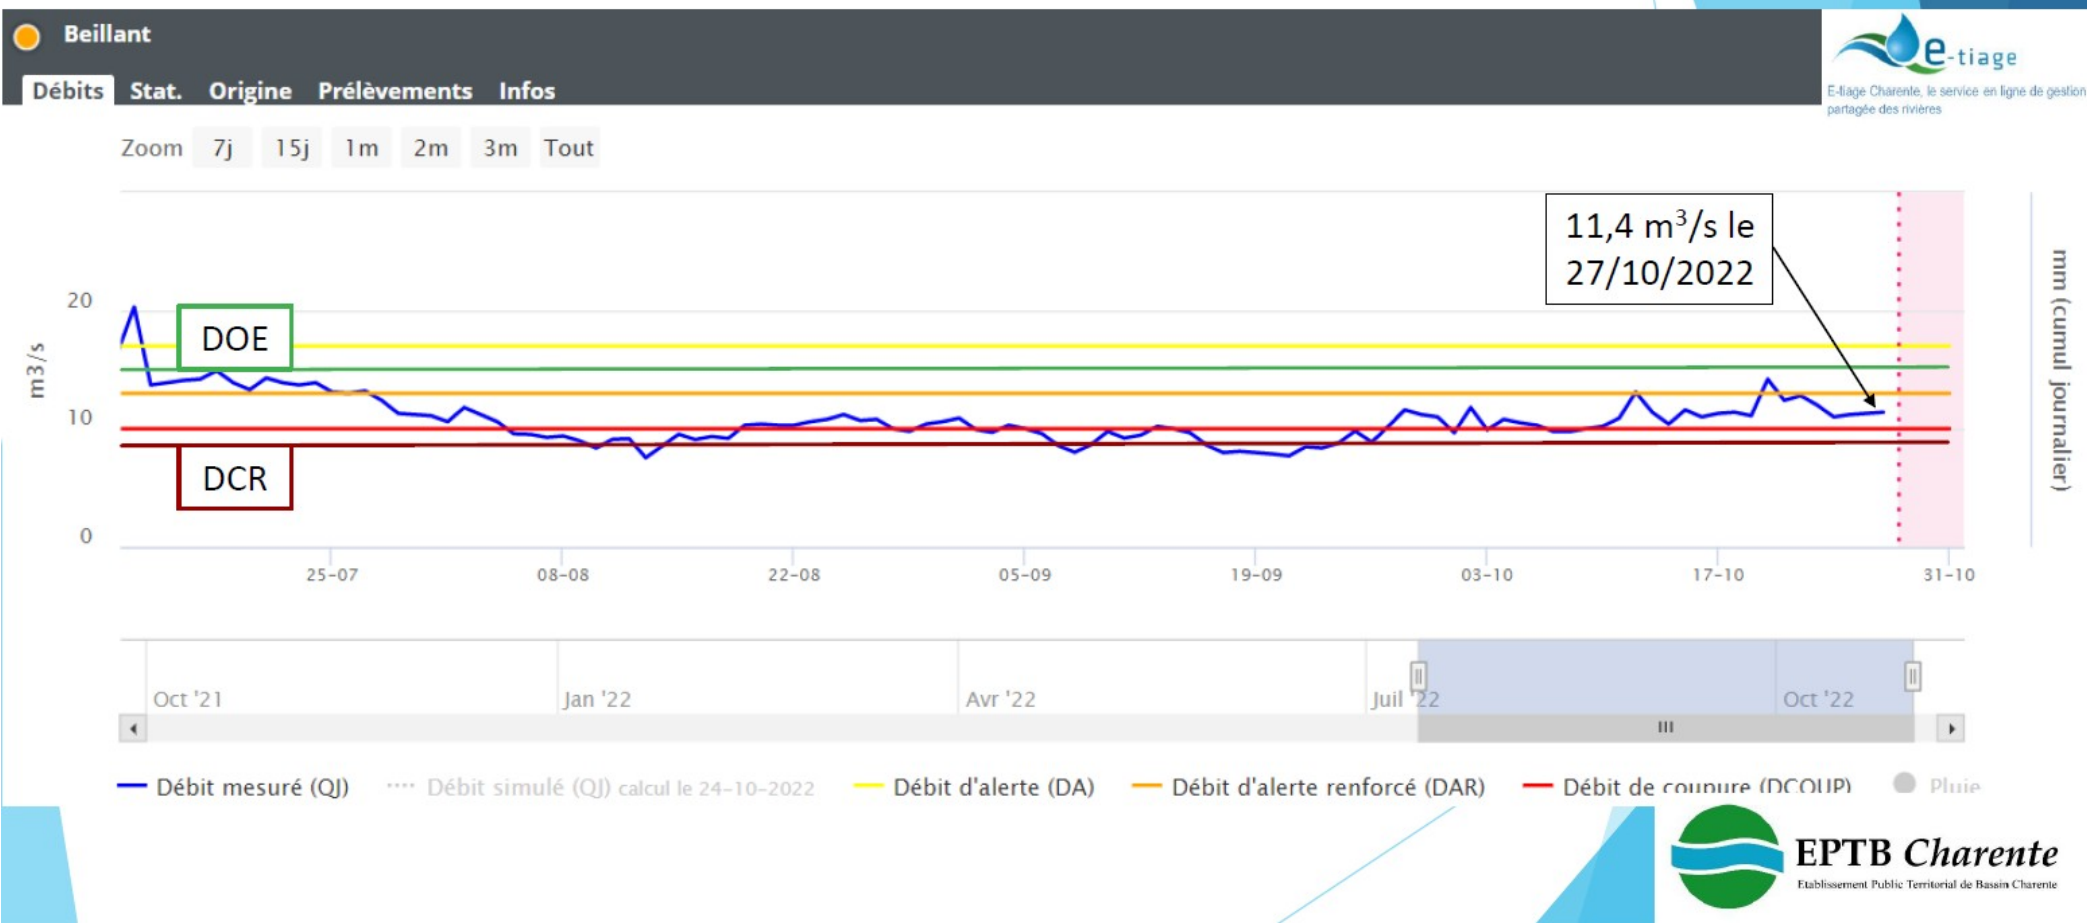 Beillant
Débits Stat. Origine Prélèvements Infos
e-tiage
E-tiage Charente, le service en ligne de gestion
partagée des rivières
Zoom 7j 15j 1m 2m 3m Tout
11,4 m³/s le
27/10/2022
DOE
DCR
m3/s
20
10
0
mm (cumul journalier)
25-07 08-08 22-08 05-09 19-09 03-10 17-10 31-10
Oct '21 Jan '22 Avr '22 Juil '22 Oct '22
Débit mesuré (QJ) Débit simulé (QJ) calcul le 24-10-2022 Débit d'alerte (DA) Débit d'alerte renforcé (DAR) Débit de coupure (DCOUP) Pluie
EPTB Charente
Etablissement Public Territorial de Bassin Charente